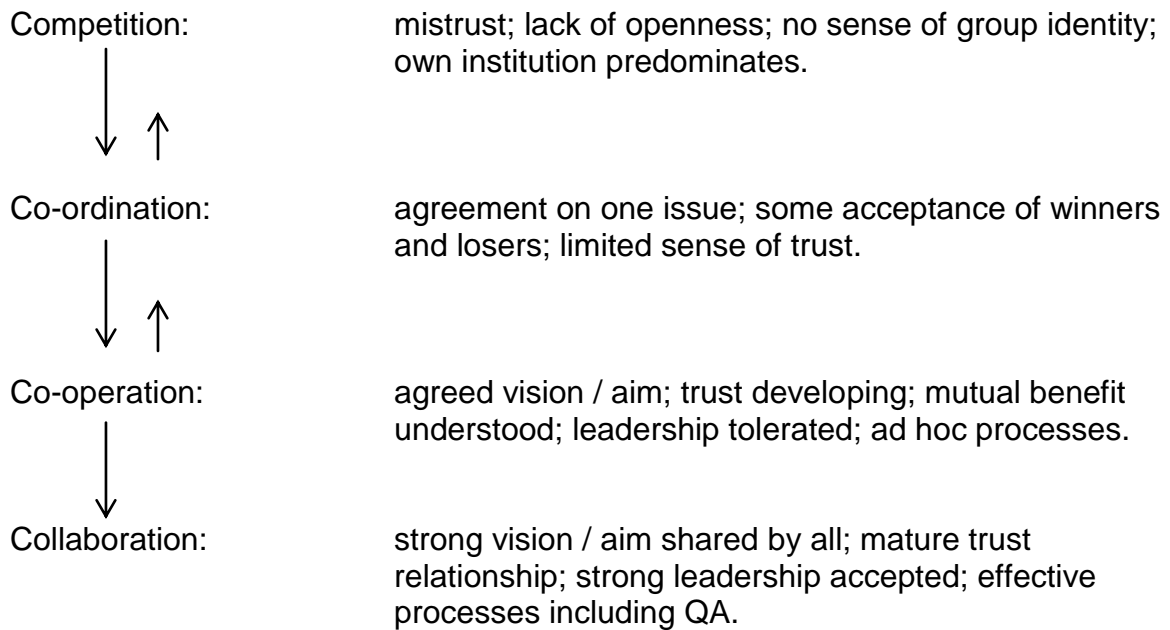 Competition: mistrust; lack of openness; no sense of group identity;
own institution predominates.
Co-ordination: agreement on one issue; some acceptance of winners
and losers; limited sense of trust.
Co-operation: agreed vision / aim; trust developing; mutual benefit
understood; leadership tolerated; ad hoc processes.
Collaboration: strong vision / aim shared by all; mature trust
relationship; strong leadership accepted; effective
processes including QA.